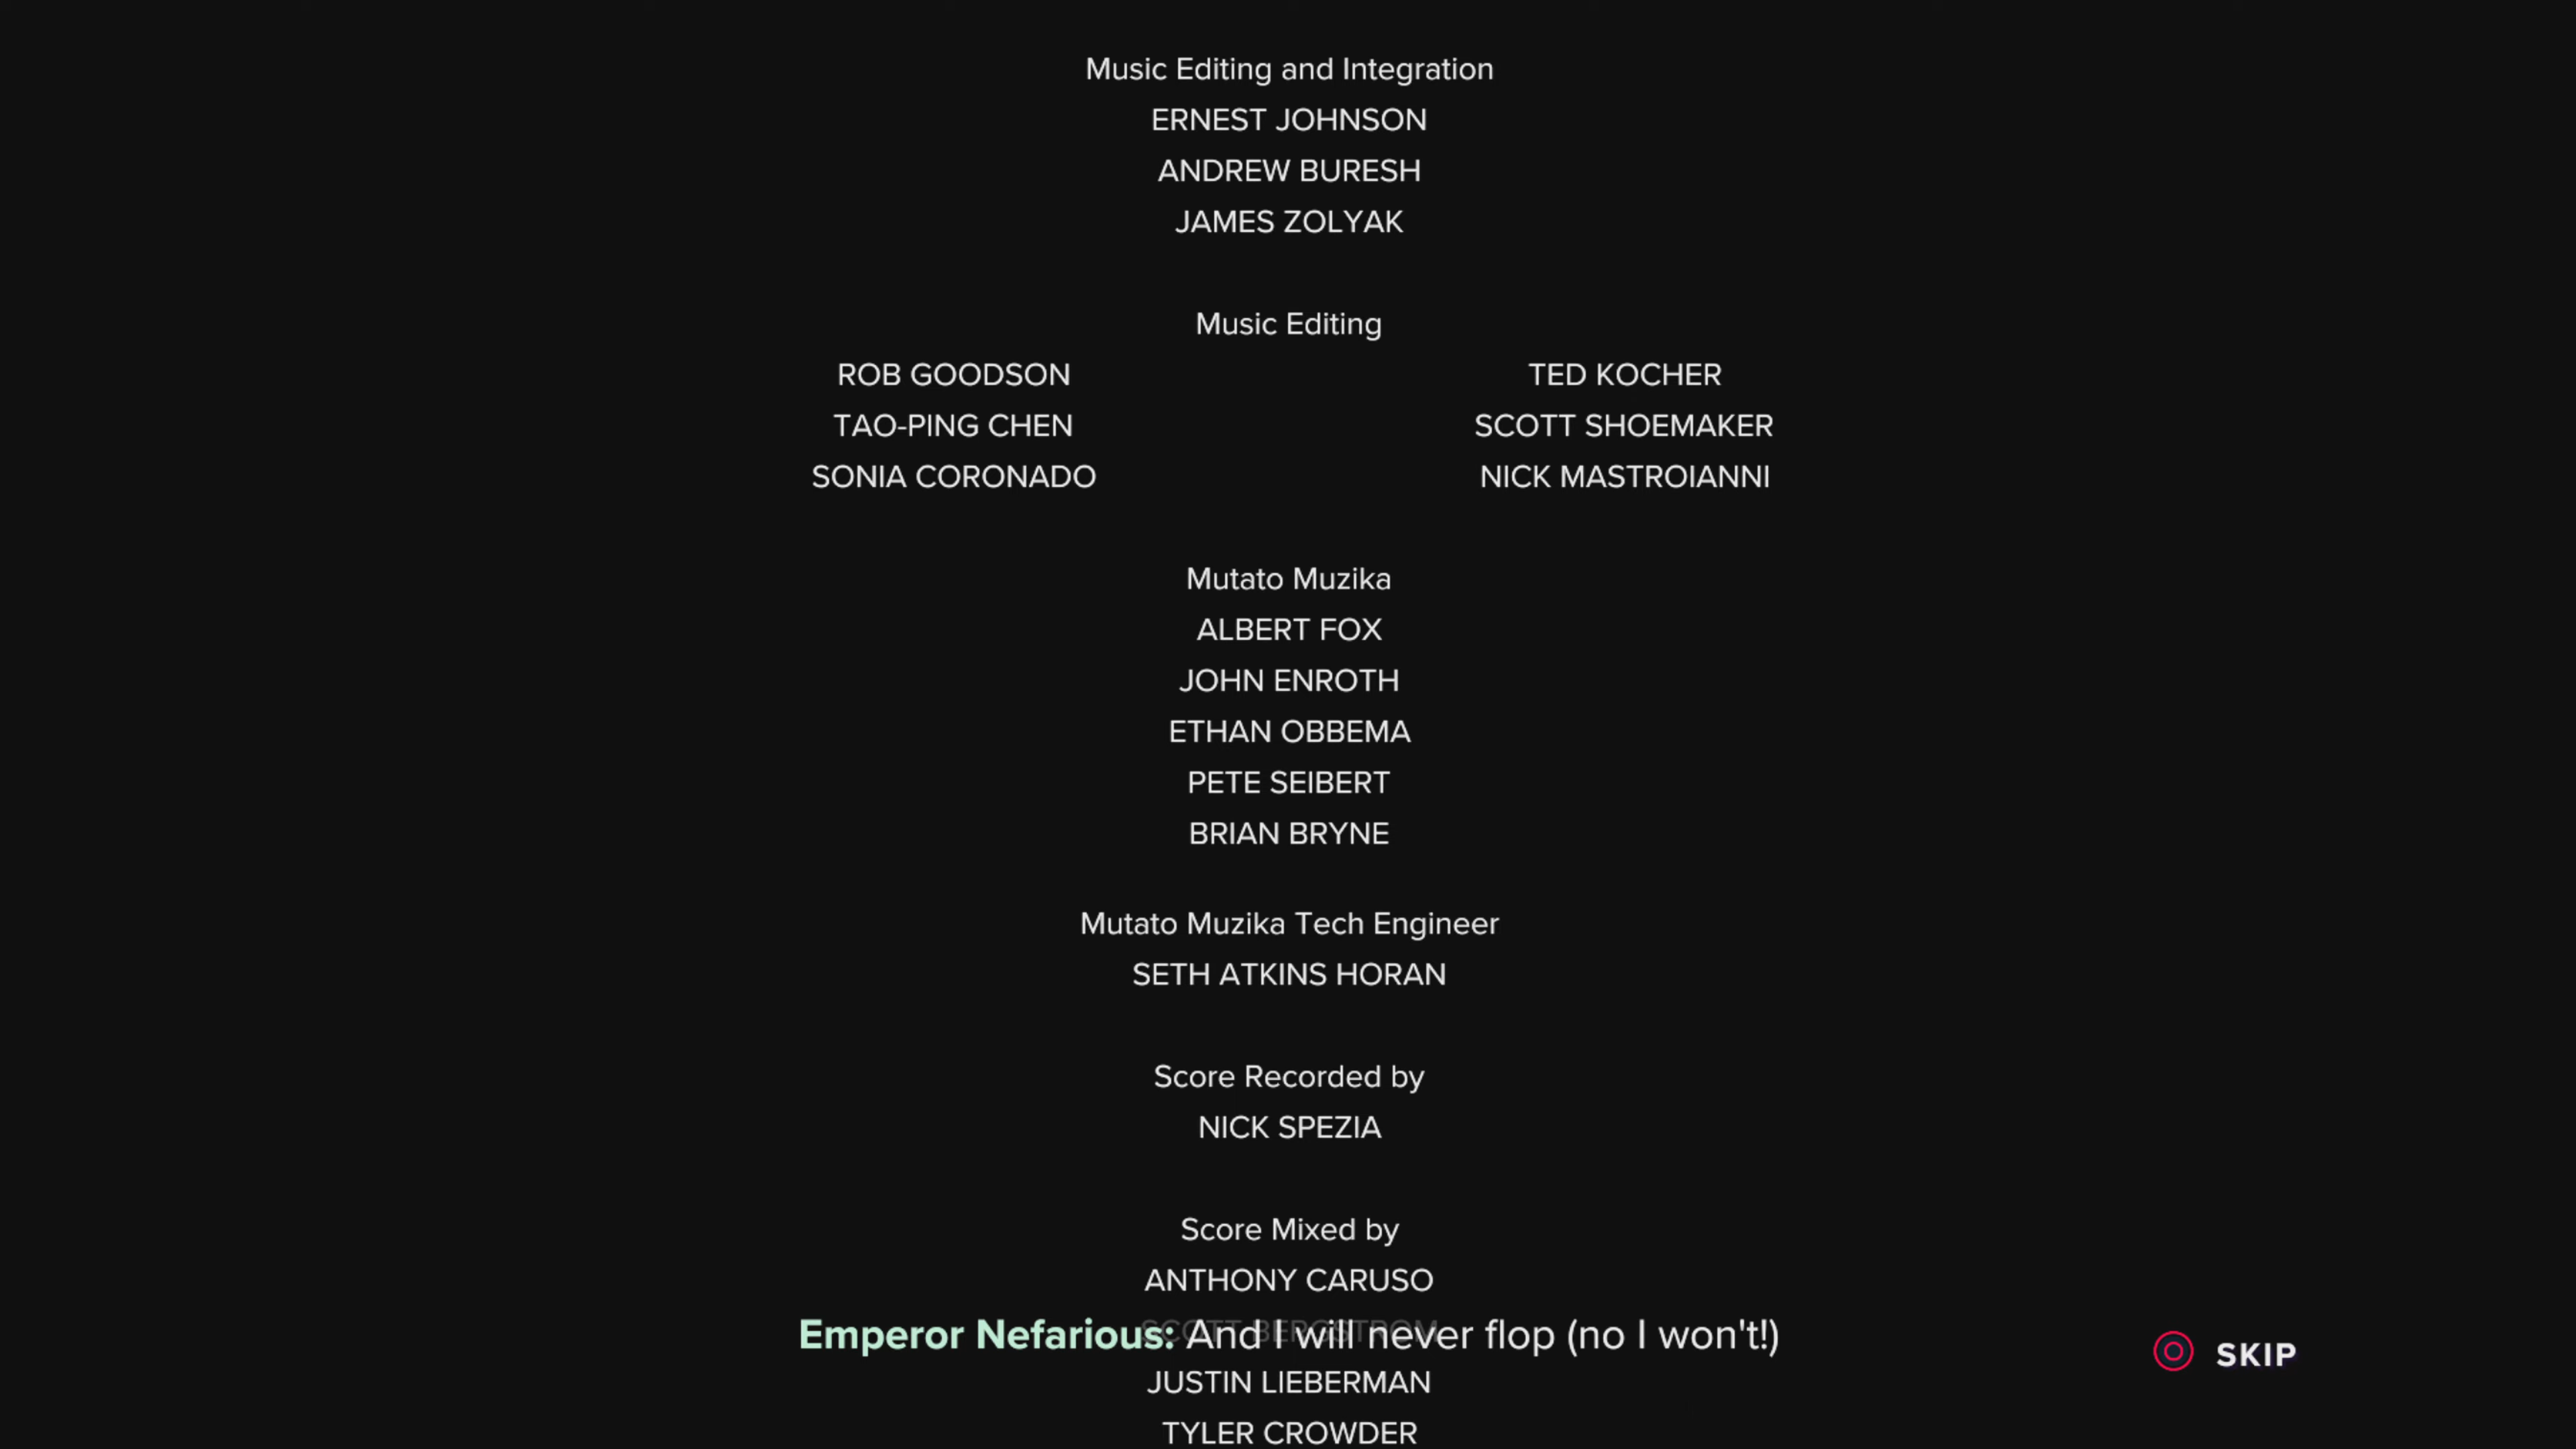 Music Editing and Integration
ERNEST JOHNSON
ANDREW BURESH
JAMES ZOLYAK
Music Editing
ROB GOODSON TED KOCHER
TAO-PING CHEN SCOTT SHOEMAKER
SONIA CORONADO NICK MASTROIANNI
Mutato Muzika
ALBERT FOX
JOHN ENROTH
ETHAN OBBEMA
PETE SEIBERT
BRIAN BRYNE
Mutato Muzika Tech Engineer
SETH ATKINS HORAN
Score Recorded by
NICK SPEZIA
Score Mixed by
ANTHONY CARUSO
SCOTT BERGSTROM
Emperor Nefarious: And I will never flop (no I won't!)
SKIP
JUSTIN LIEBERMAN
TYLER CROWDER